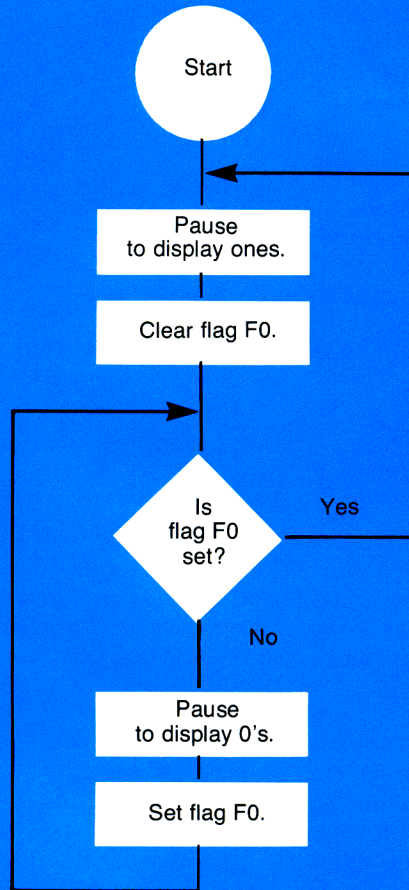 Start
Pause
to display ones.
Clear flag F0.
Is
flag F0
set?
Yes
No
Pause
to display 0's.
Set flag F0.